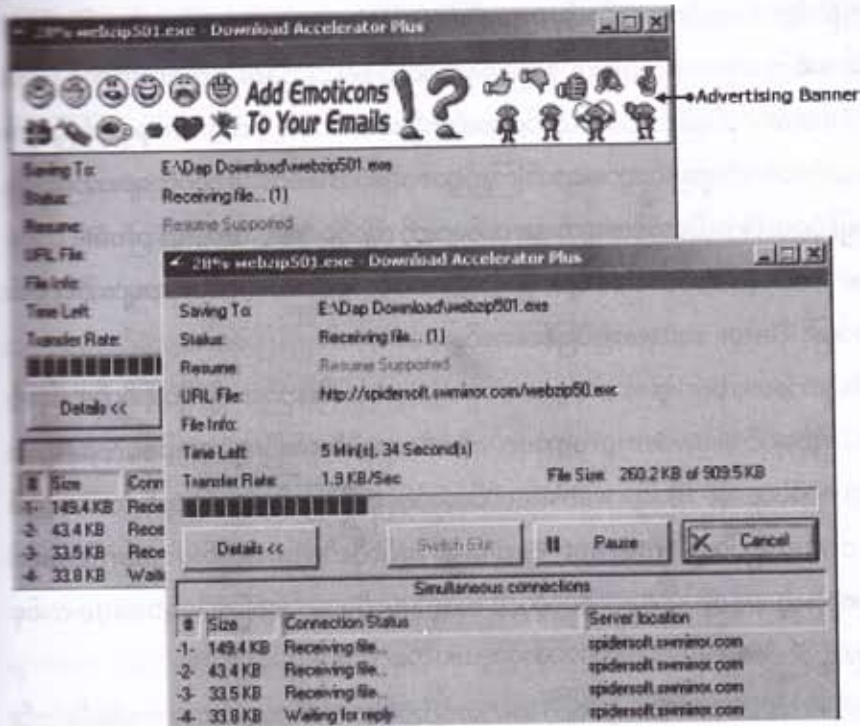 28% webzip501.exe - Download Accelerator Plus
Add Emoticons
To Your Emails
Advertising Banner
Saving To: E:\Dap Download\webzip501.exe
Status: Receiving file... (1)
Resume: Resume Supported
URL File:
File Info:
Time Left
Transfer Rate:
Details <<
# Size Conn
-1- 149.4 KB Rece
-2- 43.4 KB Rece
-3- 33.5 KB Rece
-4- 33.8 KB Waiti
28% webzip501.exe - Download Accelerator Plus
Saving To: E:\Dap Download\webzip501.exe
Status: Receiving file... (1)
Resume: Resume Supported
URL File: http://spidersoft.swmirror.com/webzip50.exe
File Info:
Time Left: 5 Min(s), 34 Second(s)
Transfer Rate: 1.9 KB/Sec File Size: 260.2 KB of 909.5 KB
Details << Switch Site Pause Cancel
Simultaneous connections
# Size Connection Status Server location
-1- 149.4 KB Receiving file... spidersoft.swmirror.com
-2- 43.4 KB Receiving file... spidersoft.swmirror.com
-3- 33.5 KB Receiving file... spidersoft.swmirror.com
-4- 33.8 KB Waiting for reply spidersoft.swmirror.com